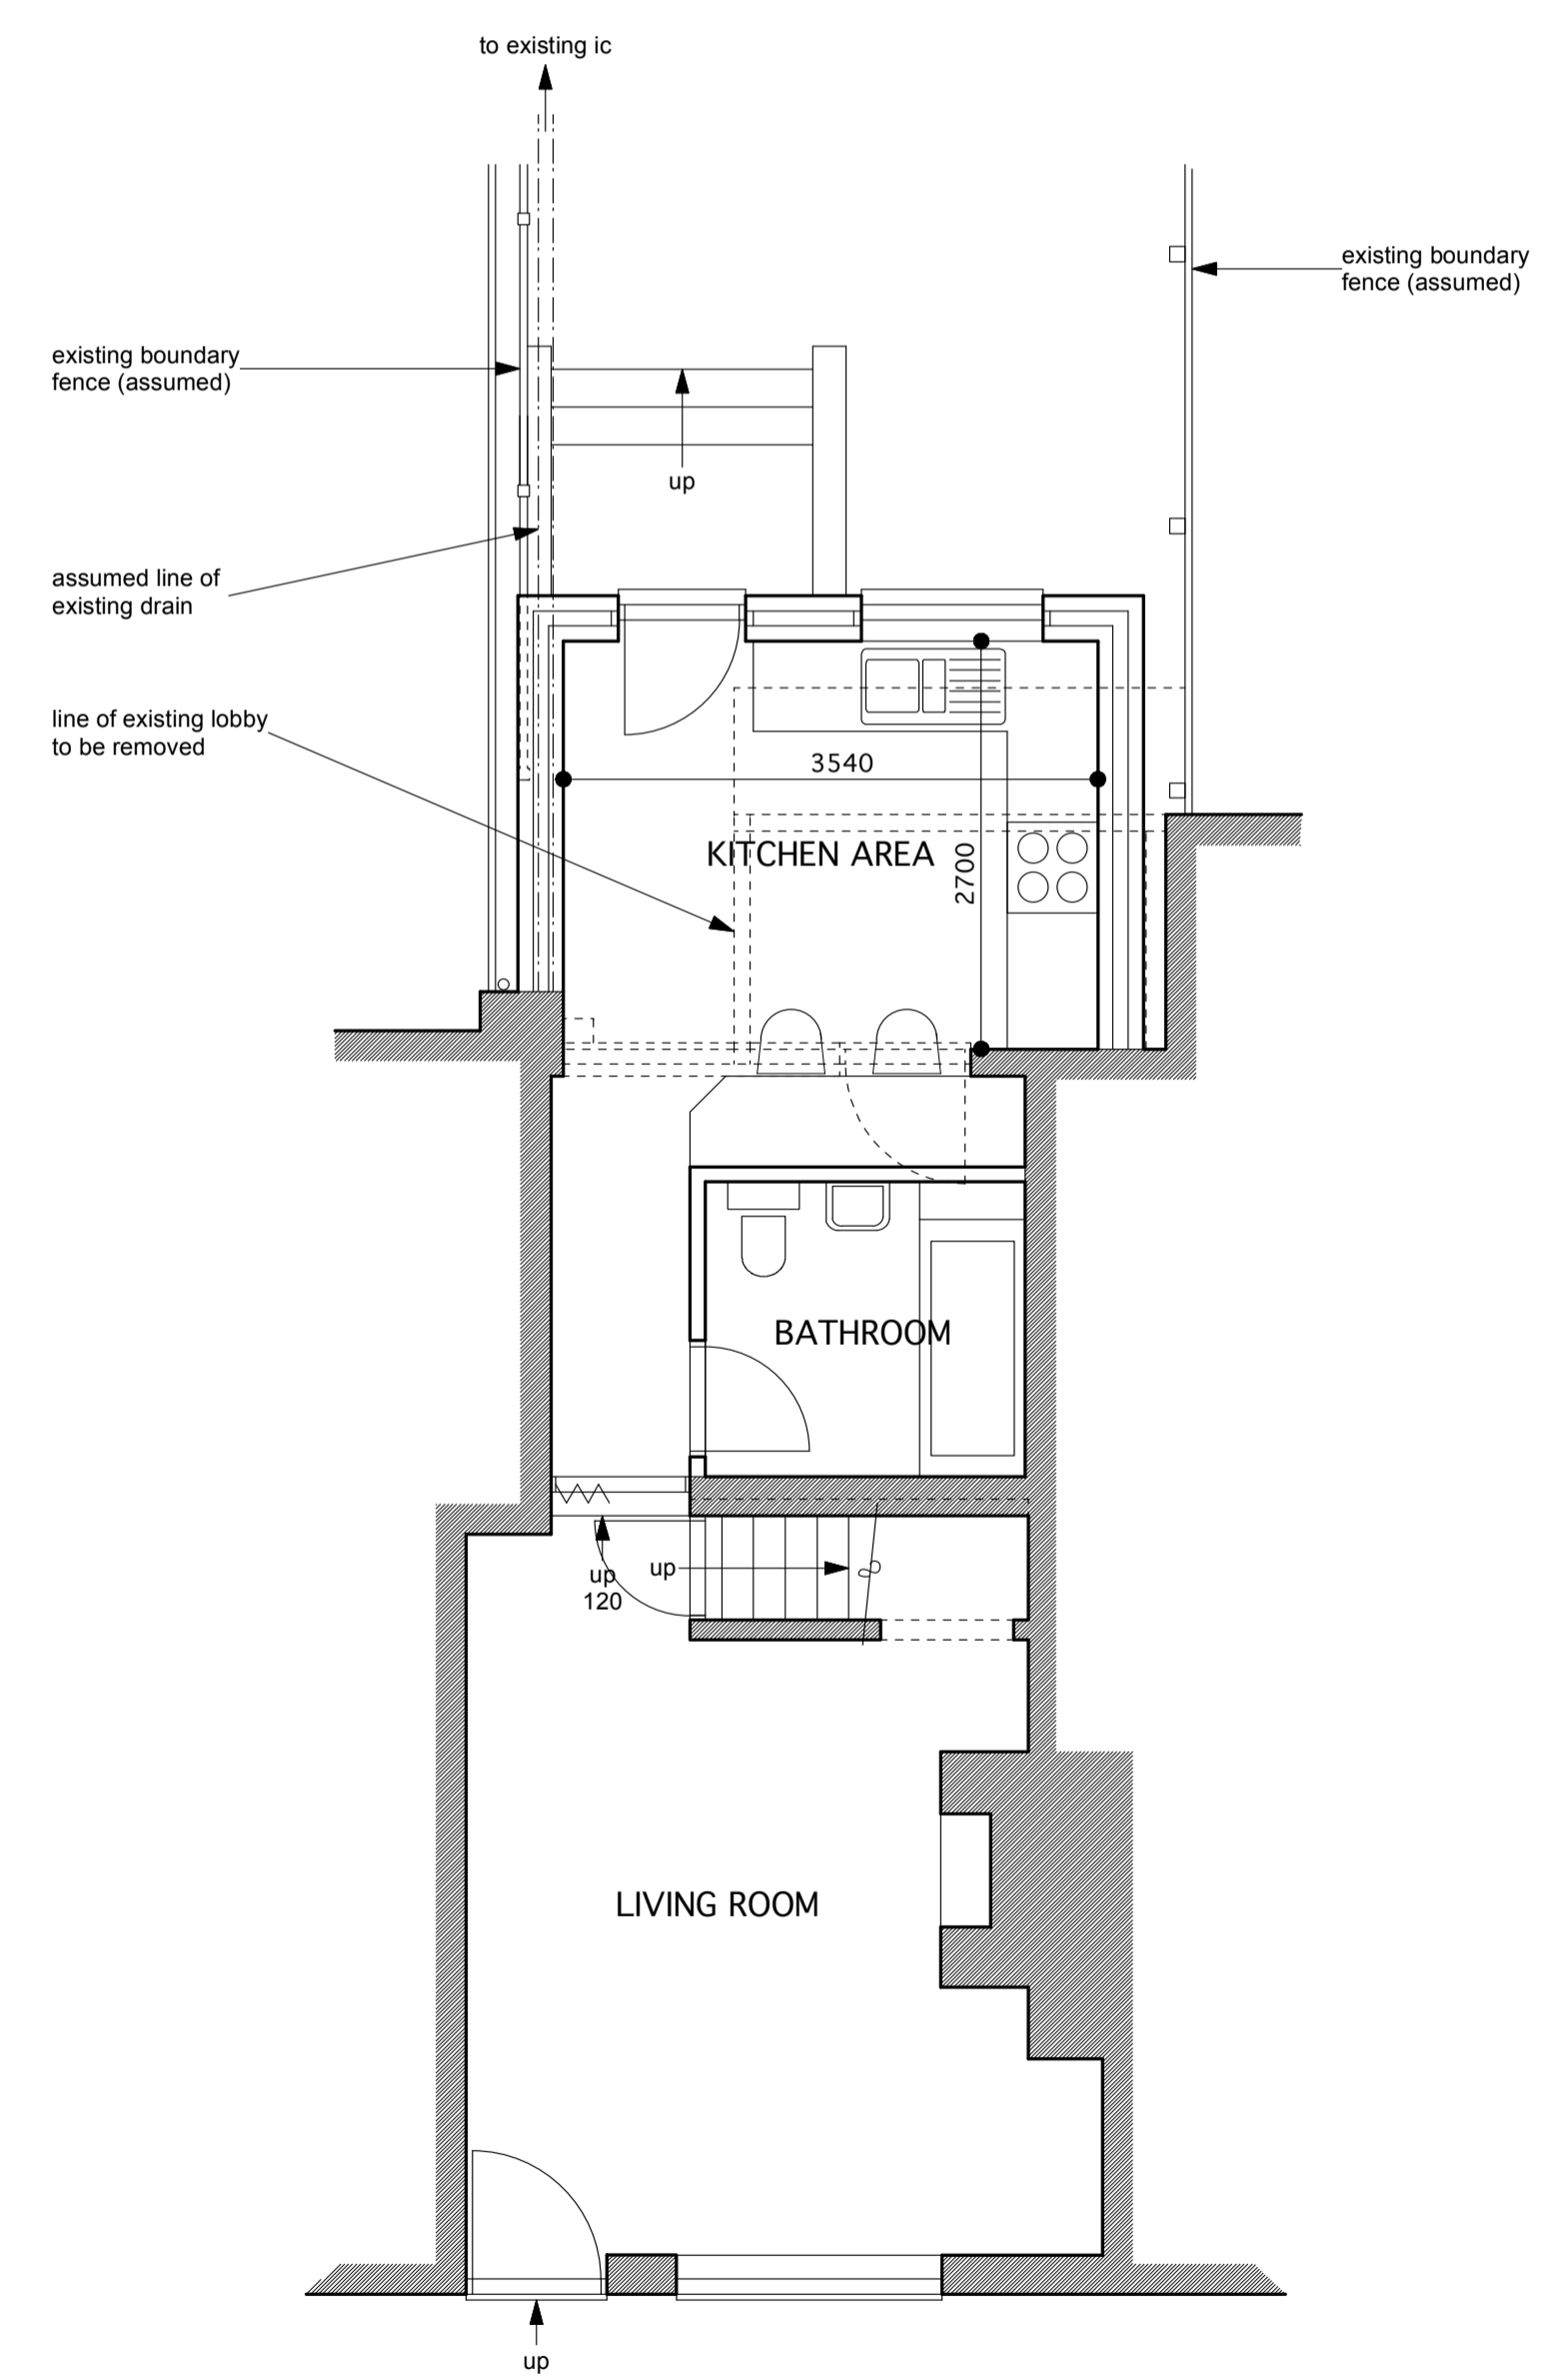 to existing ic
existing boundary
fence (assumed)
existing boundary
fence (assumed)
up
assumed line of
existing drain
line of existing lobby
to be removed
3540
KITCHEN AREA
2700
BATHROOM
up
120
up
LIVING ROOM
up